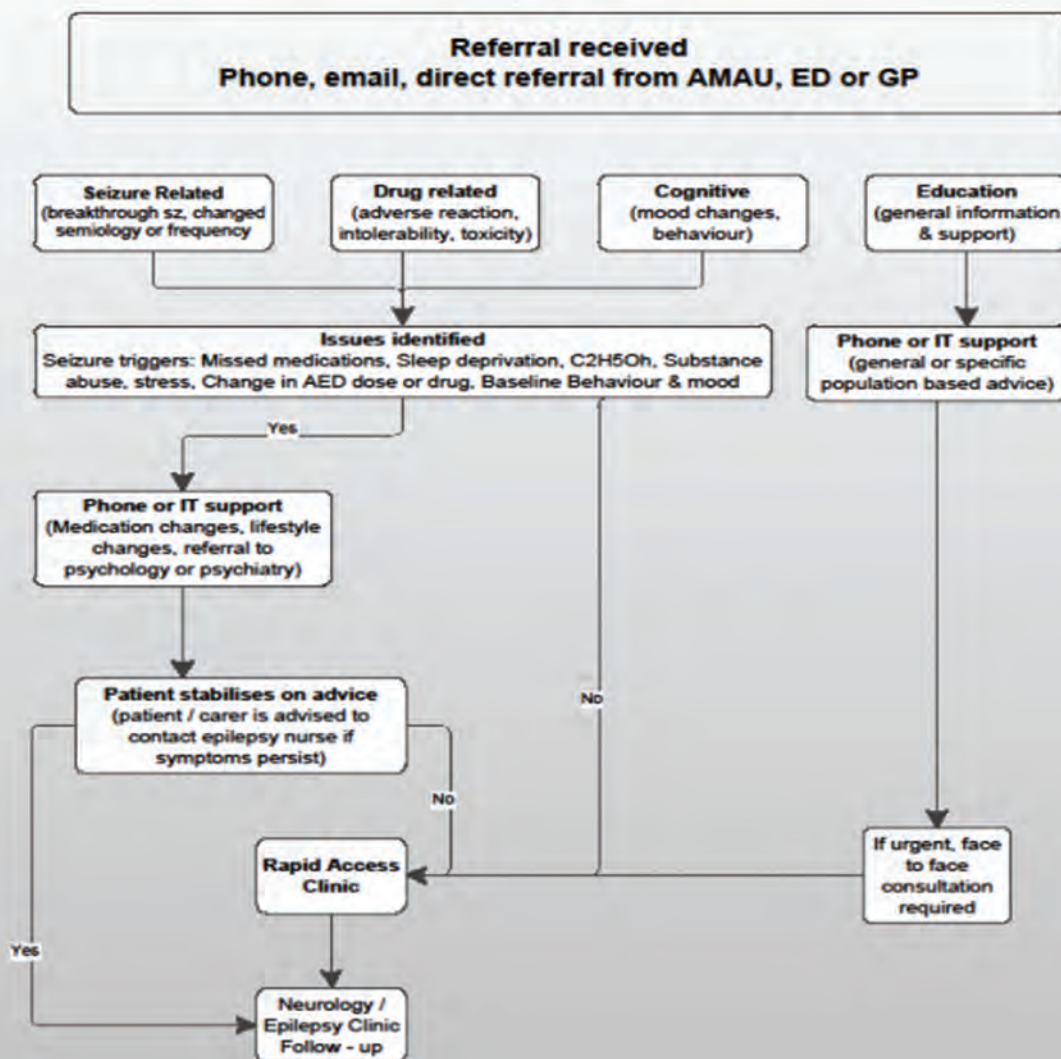 Referral received
Phone, email, direct referral from AMAU, ED or GP
Seizure Related
(breakthrough sz, changed
semiology or frequency
Drug related
(adverse reaction,
intolerability, toxicity)
Cognitive
(mood changes,
behaviour)
Education
(general information
& support)
Issues identified
Seizure triggers: Missed medications, Sleep deprivation, C2H5Oh, Substance
abuse, stress, Change in AED dose or drug, Baseline Behaviour & mood
Phone or IT support
(general or specific
population based advice)
Yes
Phone or IT support
(Medication changes, lifestyle
changes, referral to
psychology or psychiatry)
Patient stabilises on advice
(patient / carer is advised to
contact epilepsy nurse if
symptoms persist)
No
No
Rapid Access
Clinic
If urgent, face
to face
consultation
required
Yes
Neurology /
Epilepsy Clinic
Follow - up